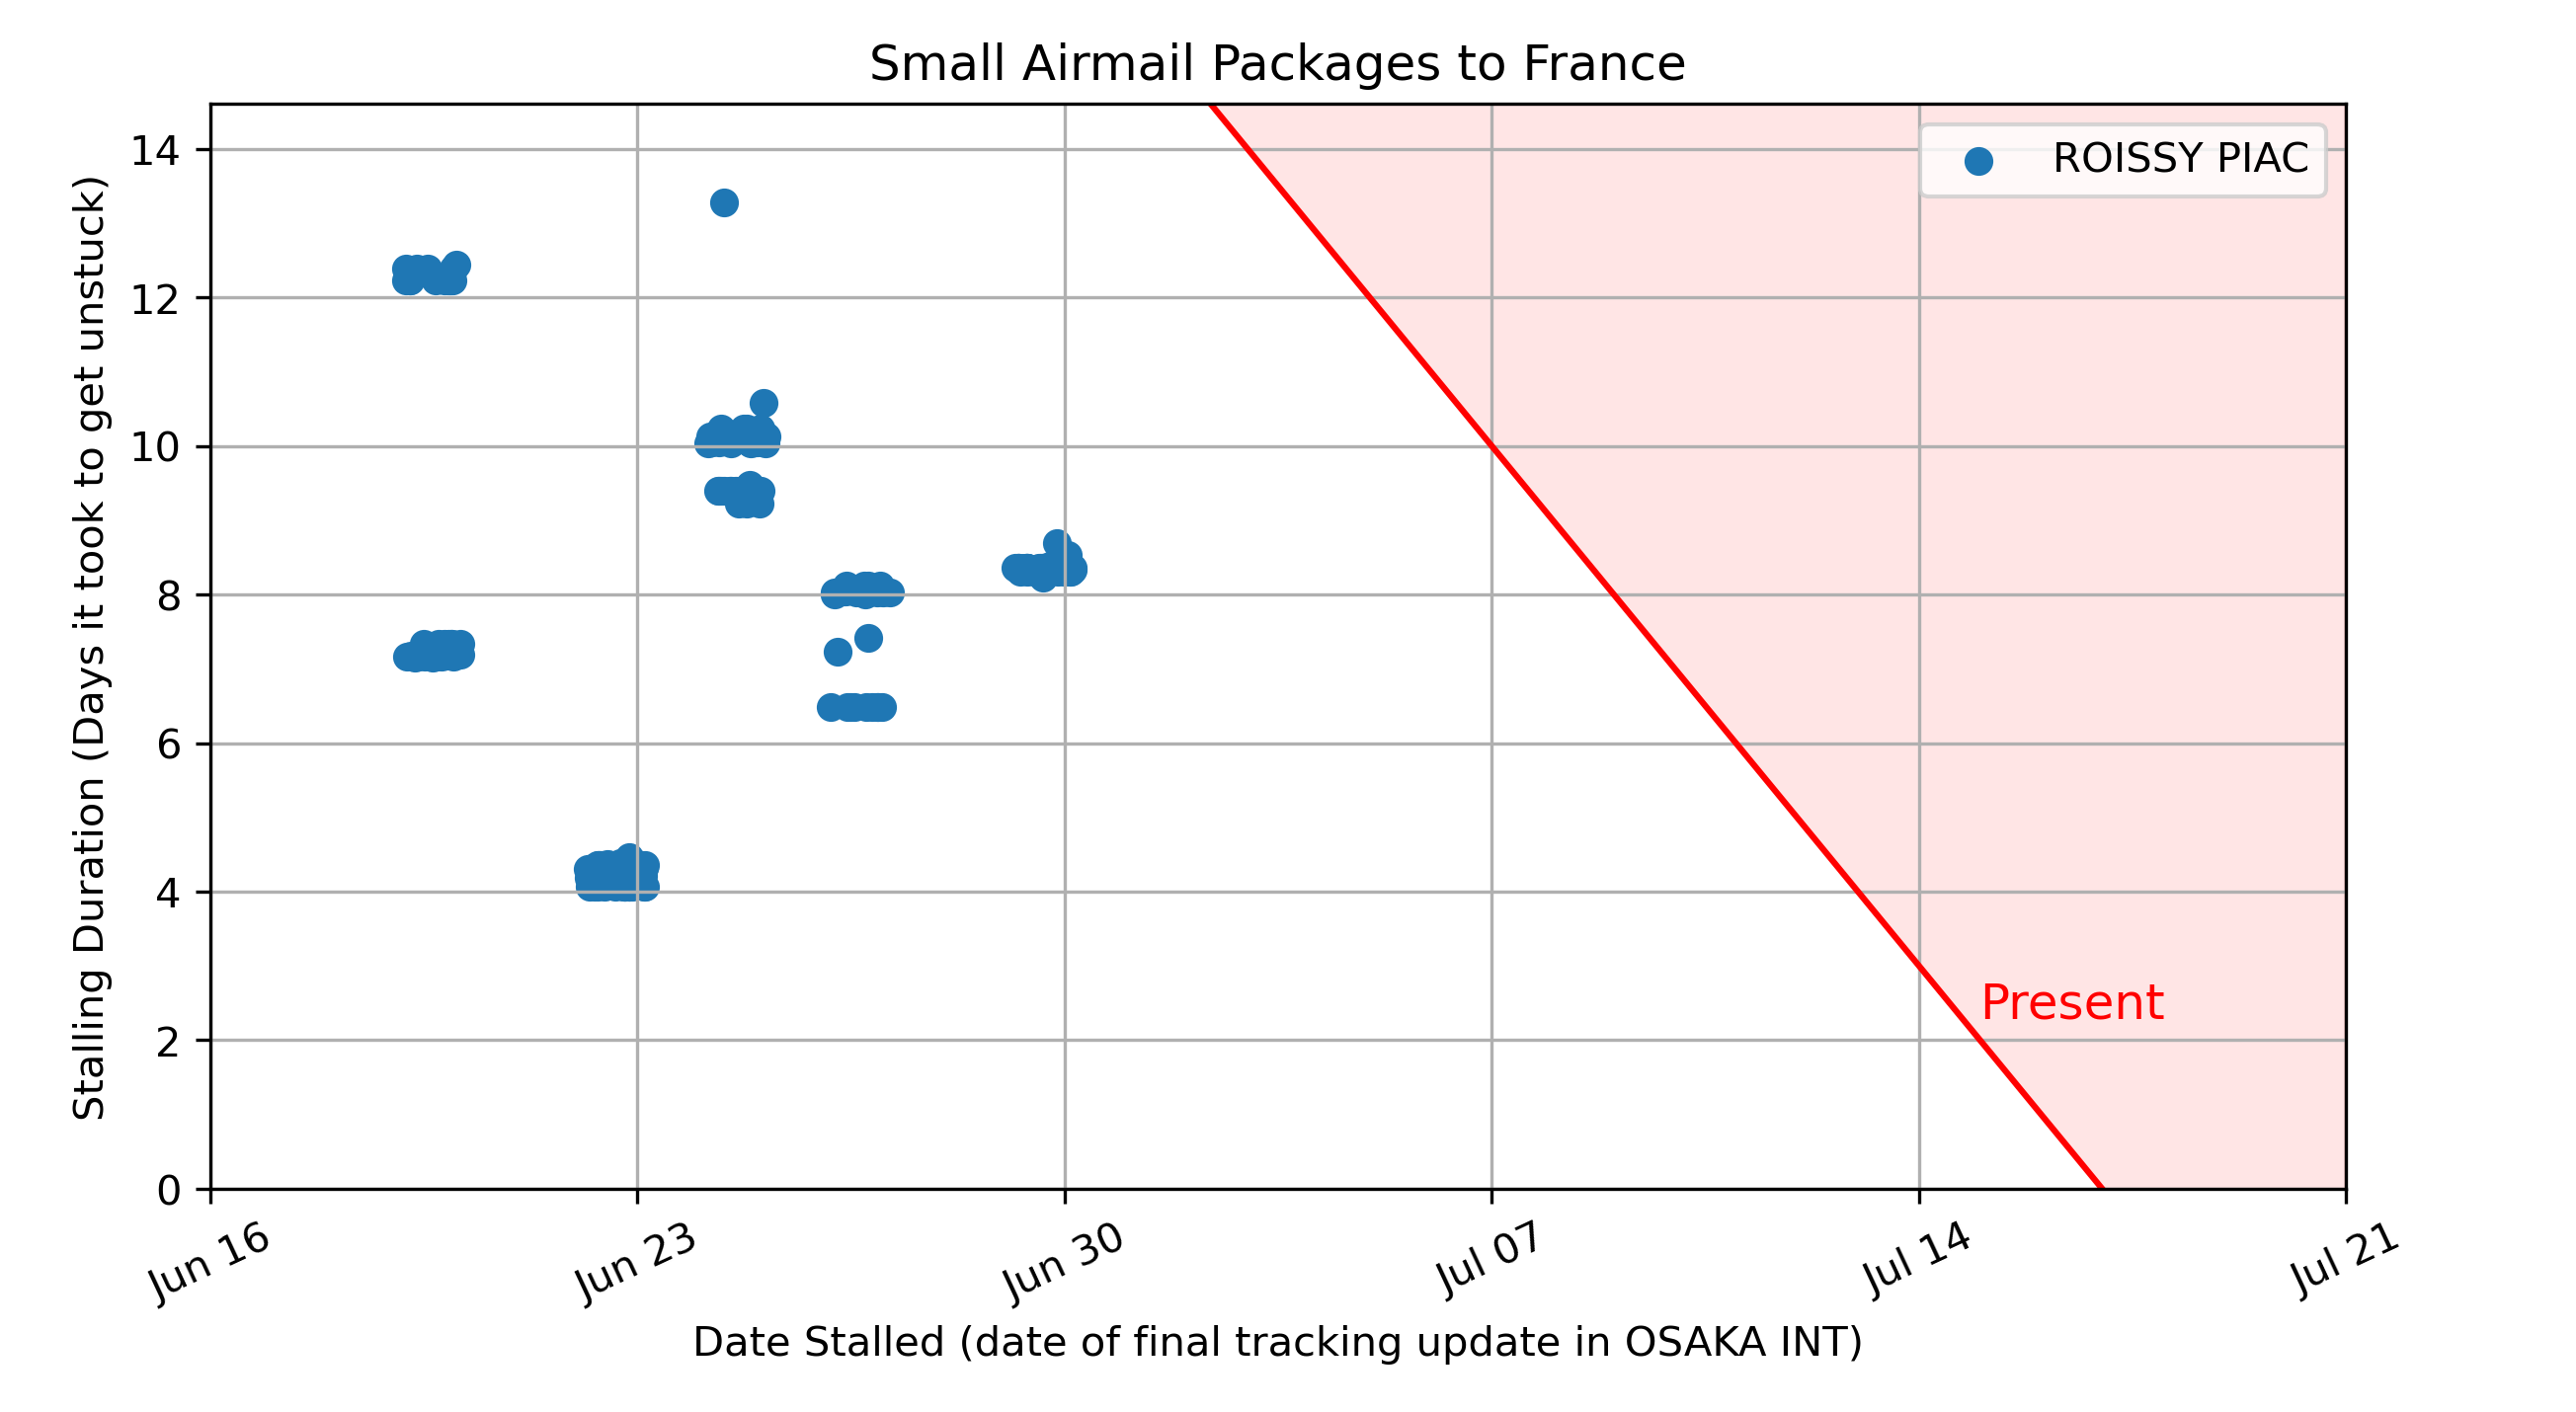 Small Airmail Packages to France
Stalling Duration (Days it took to get unstuck)
14
12
10
8
6
4
2
0
ROISSY PIAC
Present
Jun 16
Jun 23
Jun 30
Jul 07
Jul 14
Jul 21
Date Stalled (date of final tracking update in OSAKA INT)